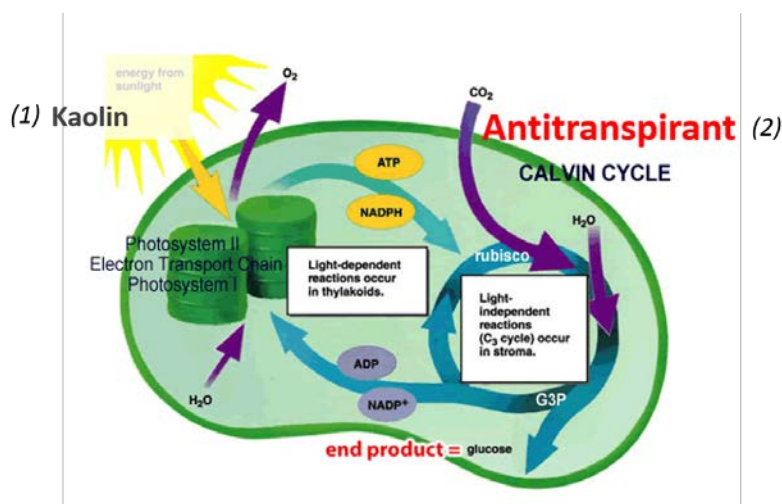 energy from
sunlight
O₂
(1) Kaolin
CO₂
Antitranspirant (2)
CALVIN CYCLE
ATP
NADPH
H₂O
rubisco
Photosystem II
Electron Transport Chain
Photosystem I
Light-dependent
reactions occur
in thylakoids.
Light-
independent
reactions
(C₃ cycle) occur
in stroma.
ADP
NADP⁺
H₂O
G3P
end product = glucose